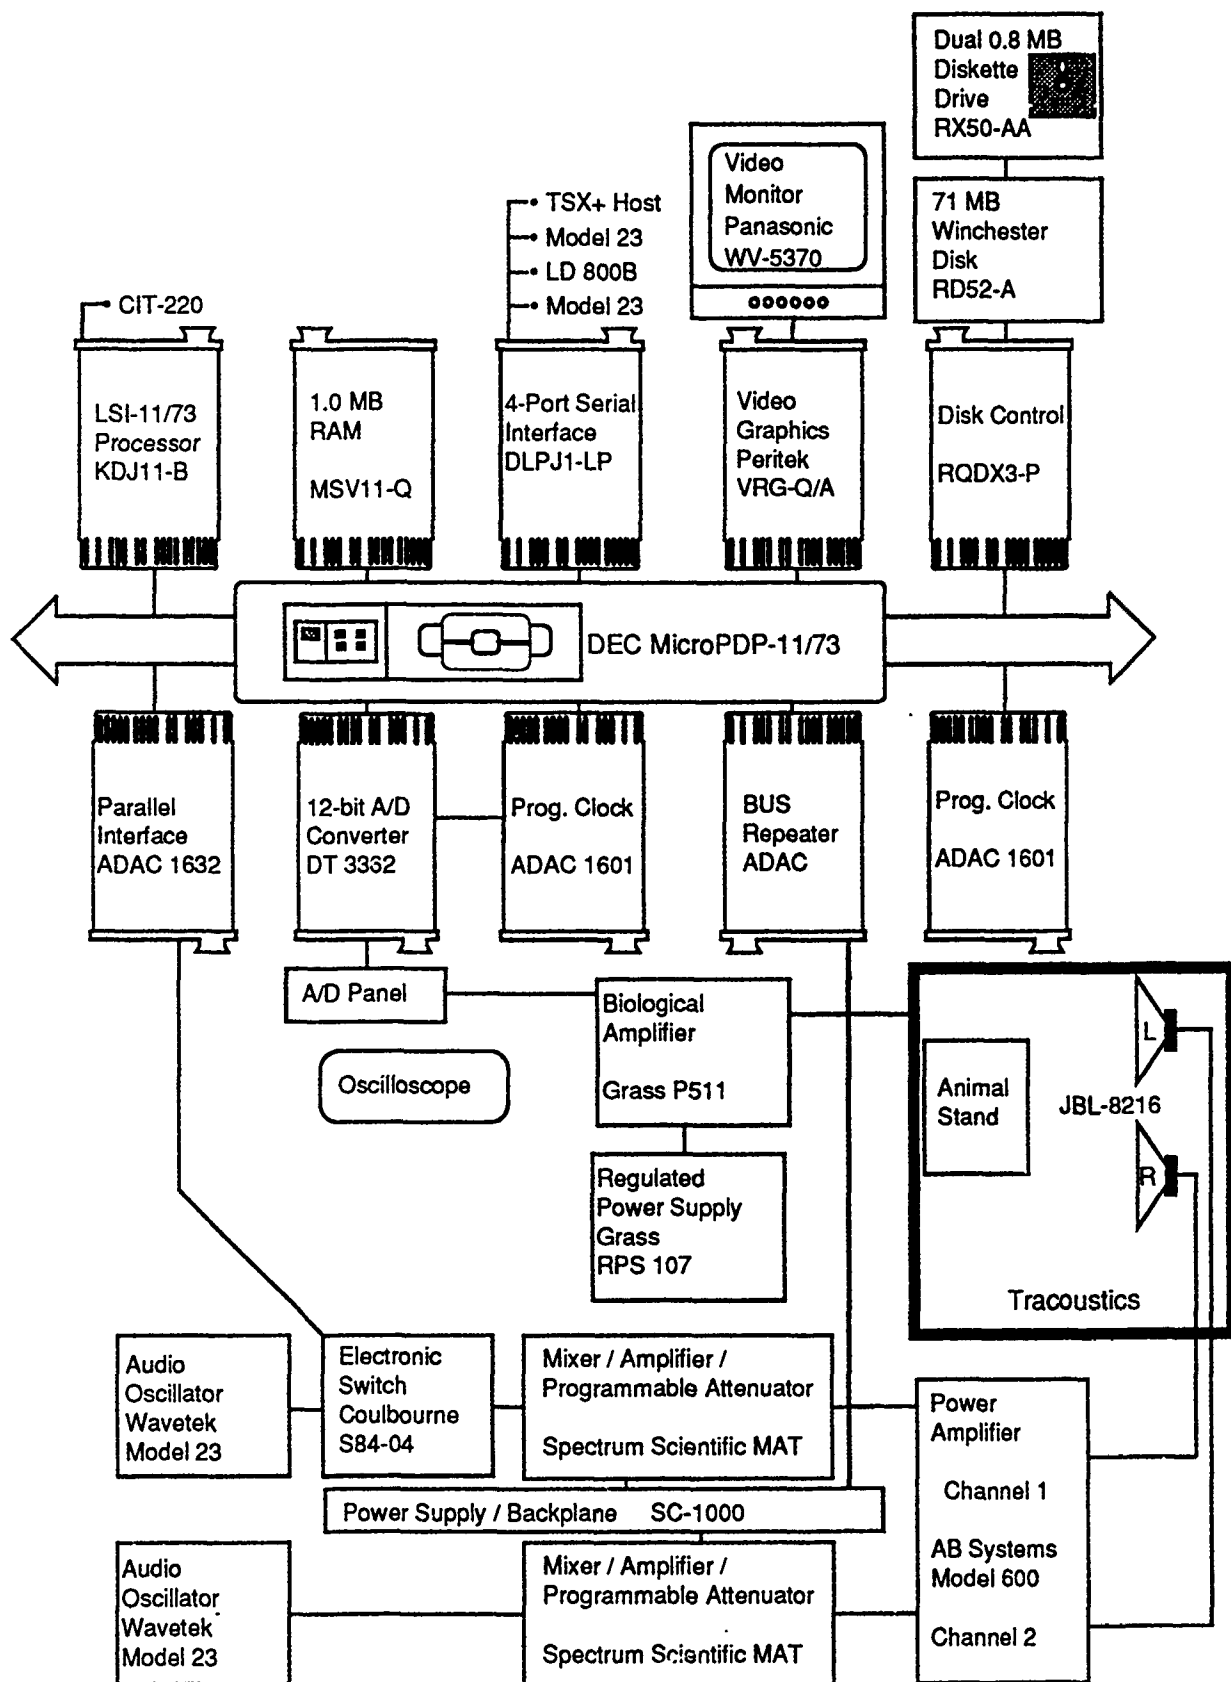 Dual 0.8 MB
Diskette
Drive
RX50-AA
Video
Monitor
Panasonic
WV-5370
71 MB
Winchester
Disk
RD52-A
TSX+ Host
Model 23
LD 800B
Model 23
CIT-220
LSI-11/73
Processor
KDJ11-B
1.0 MB
RAM
MSV11-Q
4-Port Serial
Interface
DLPJ1-LP
Video
Graphics
Peritek
VRG-Q/A
Disk Control
RQDX3-P
DEC MicroPDP-11/73
Parallel
Interface
ADAC 1632
12-bit A/D
Converter
DT 3362
Prog. Clock
ADAC 1601
BUS
Repeater
ADAC
Prog. Clock
ADAC 1601
A/D Panel
Oscilloscope
Biological
Amplifier
Grass P511
Regulated
Power Supply
Grass
RPS 107
Animal
Stand
L
JBL-8216
R
Tracoustics
Audio
Oscillator
Wavetek
Model 23
Electronic
Switch
Coulbourne
S84-04
Mixer / Amplifier /
Programmable Attenuator
Spectrum Scientific MAT
Power Supply / Backplane SC-1000
Audio
Oscillator
Wavetek
Model 23
Mixer / Amplifier /
Programmable Attenuator
Spectrum Scientific MAT
Power
Amplifier
Channel 1
AB Systems
Model 600
Channel 2